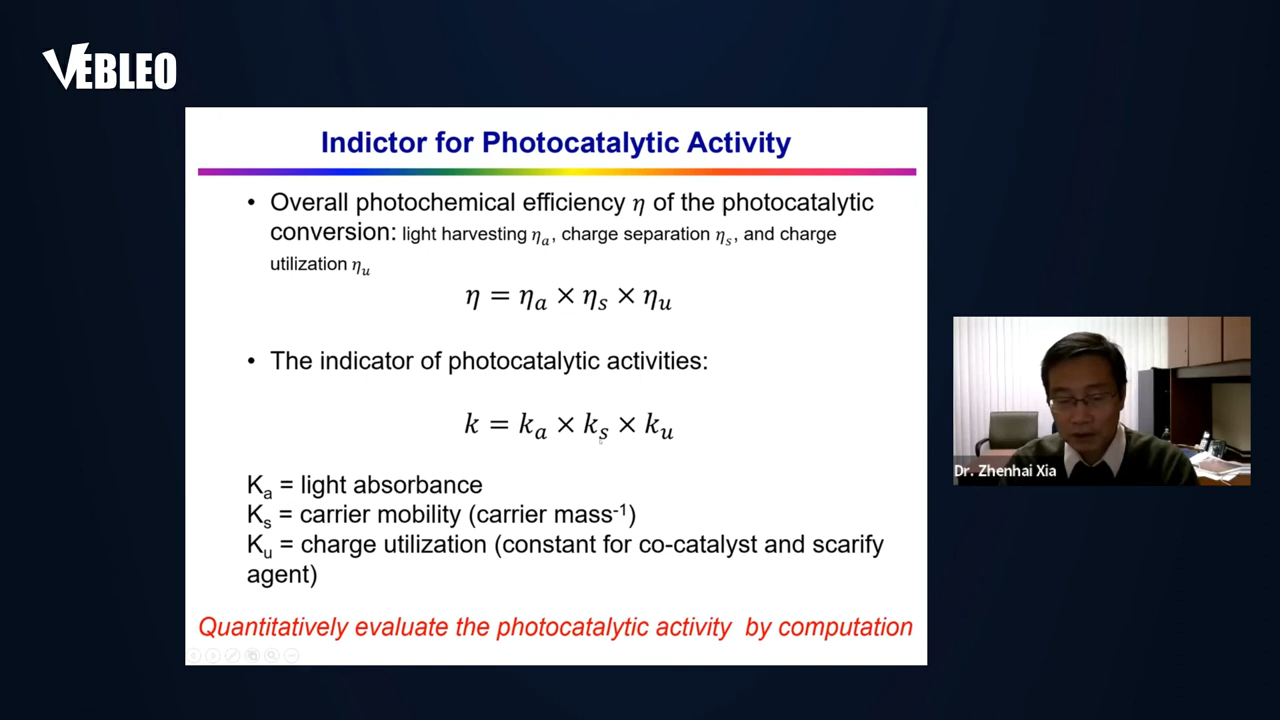 VEBLEO
Indictor for Photocatalytic Activity
• Overall photochemical efficiency η of the photocatalytic
conversion: light harvesting ηₐ, charge separation ηₛ, and charge
utilization ηᵤ
η = ηₐ × ηₛ × ηᵤ
• The indicator of photocatalytic activities:
k = kₐ × kₛ × kᵤ
Kₐ = light absorbance
Kₛ = carrier mobility (carrier mass⁻¹)
Kᵤ = charge utilization (constant for co-catalyst and scarify
agent)
Quantitatively evaluate the photocatalytic activity by computation
Dr. Zhenhai Xia